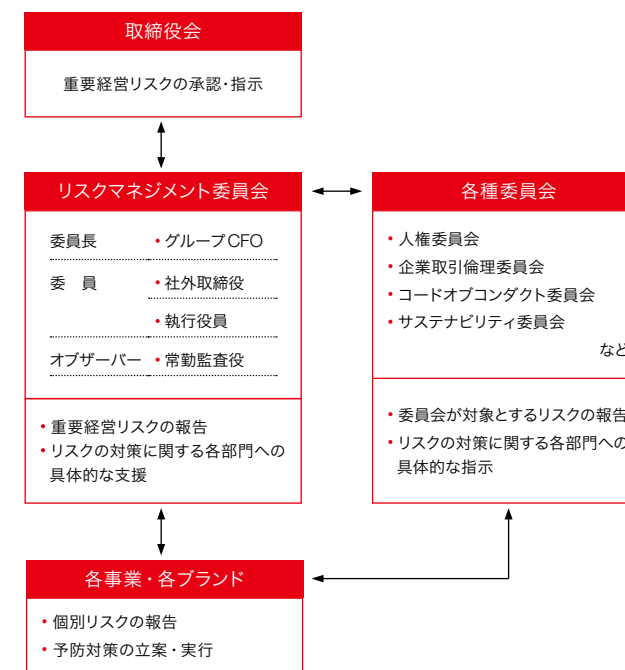 取締役会
重要経営リスクの承認・指示
リスクマネジメント委員会
委員長 ・グループCFO
委　員 ・社外取締役
・執行役員
オブザーバー ・常勤監査役
・重要経営リスクの報告
・リスクの対策に関する各部門への
具体的な支援
各種委員会
・人権委員会
・企業取引倫理委員会
・コードオブコンダクト委員会
・サステナビリティ委員会
など
・委員会が対象とするリスクの報告
・リスクの対策に関する各部門への
具体的な指示
各事業・各ブランド
・個別リスクの報告
・予防対策の立案・実行